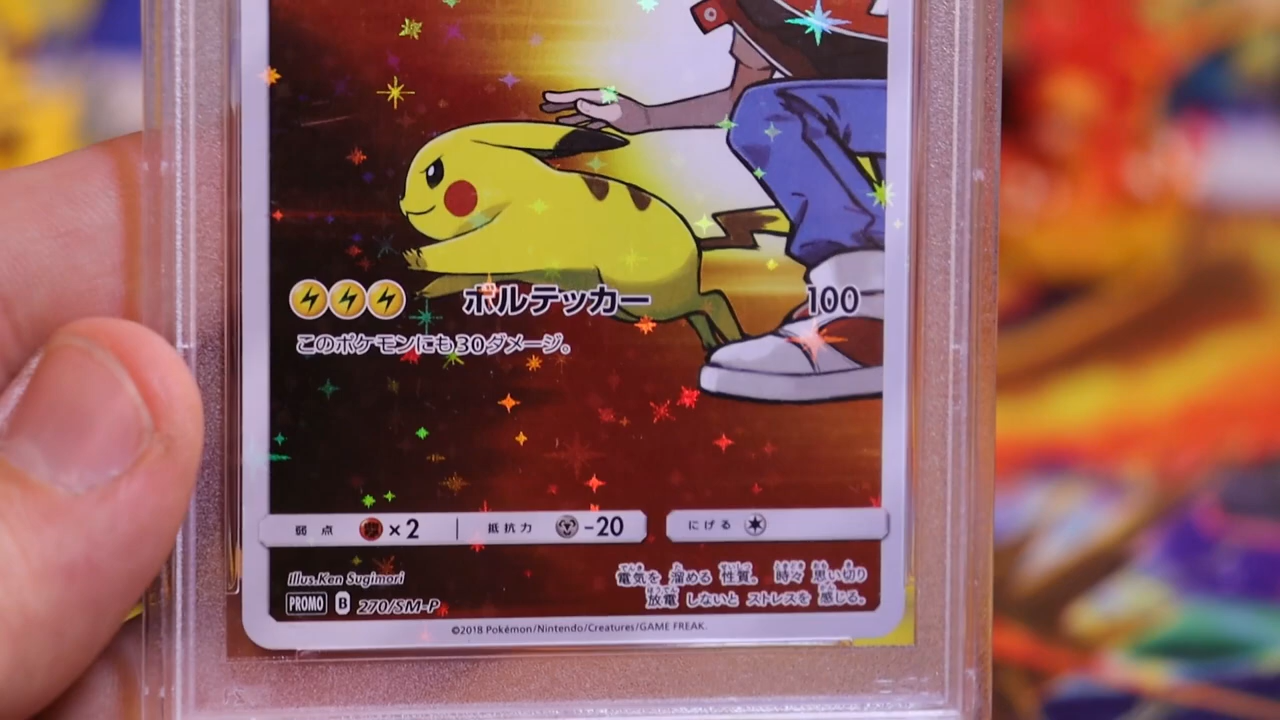 ボルテッカー 100
このポケモンにも30ダメージ。
弱点 ×2 抵抗力 -20 にげる
Illus.Ken Sugimori
電気を 溜める 性質。 時々 思い切り
放電 しないと ストレスを 感じる。
PROMO B 270/SM-P
©2018 Pokémon/Nintendo/Creatures/GAME FREAK.